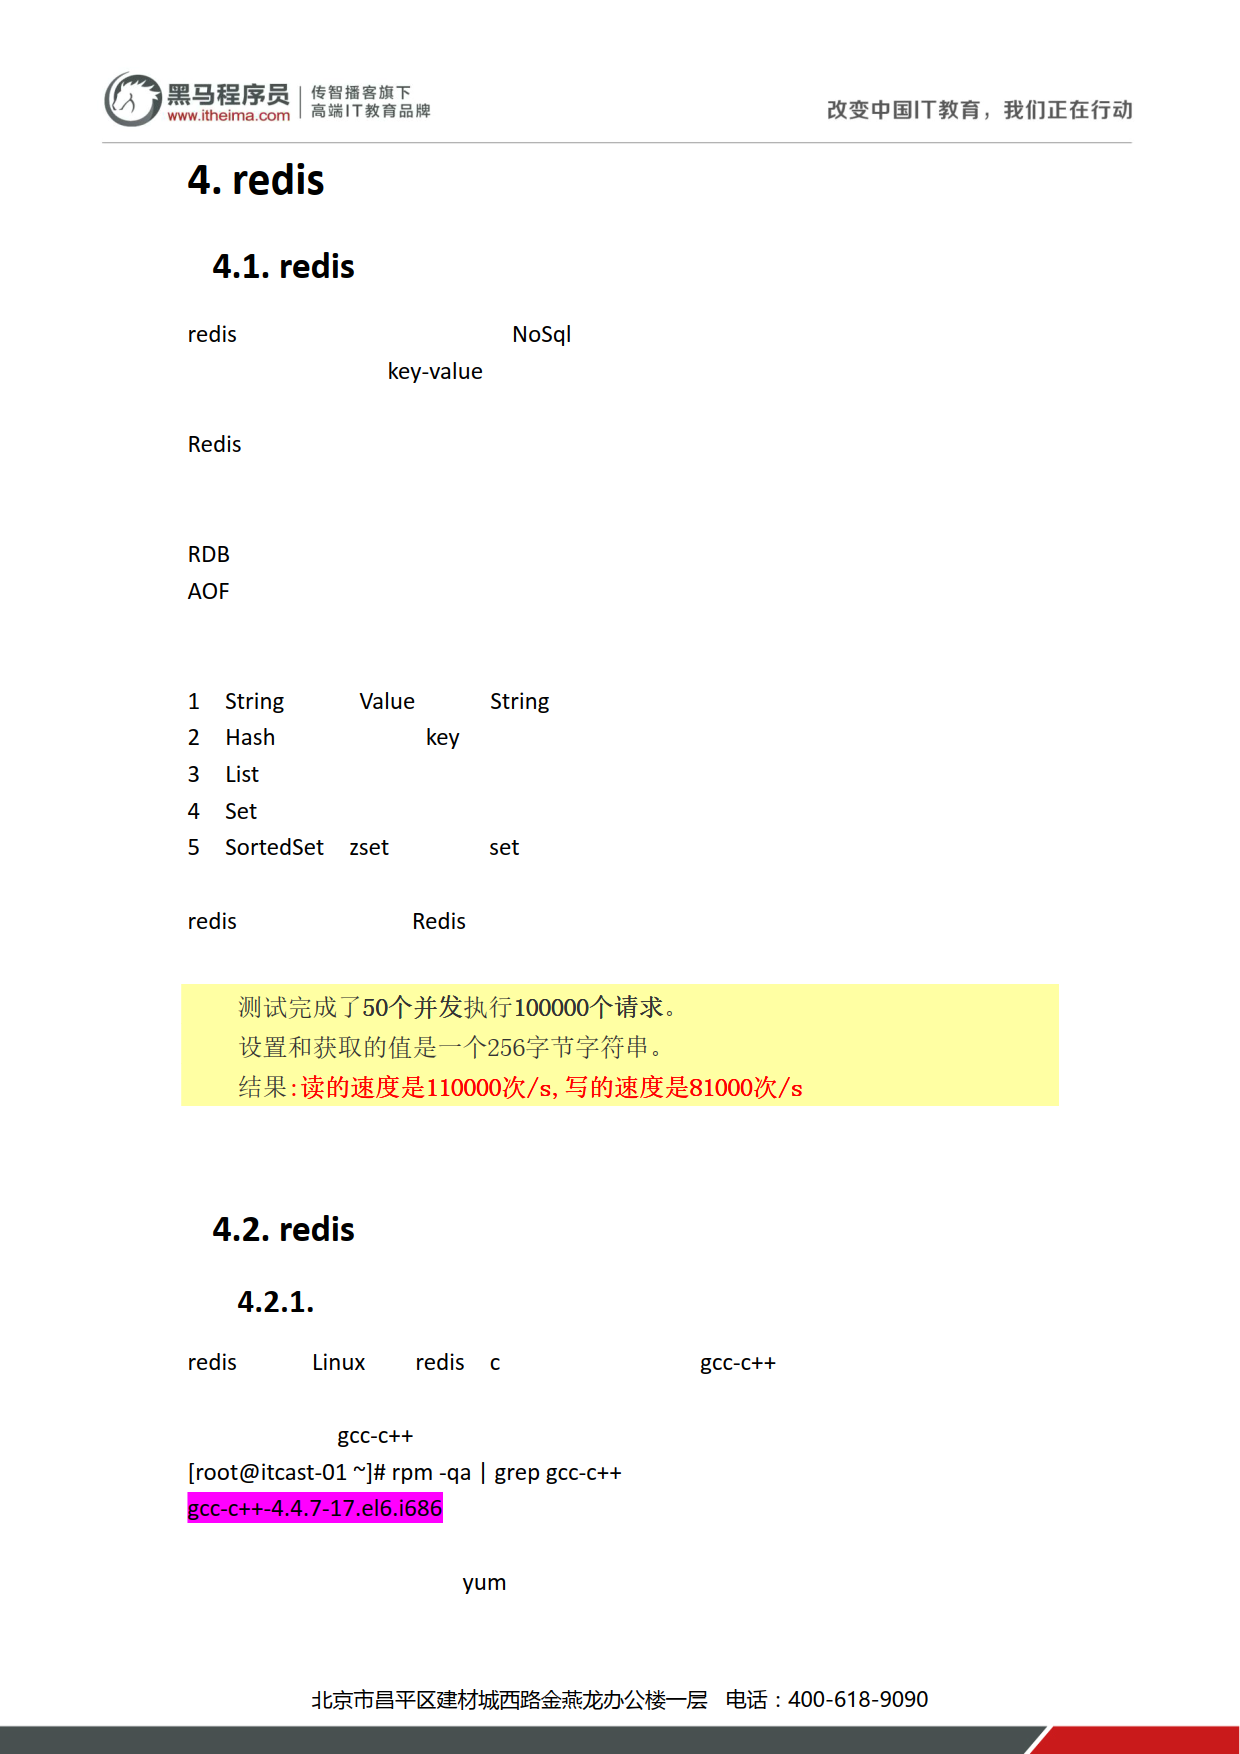 黑马程序员
www.itheima.com
传智播客旗下
高端IT教育品牌
改变中国IT教育，我们正在行动
4. redis
4.1. redis
redis NoSql
key-value
Redis
RDB
AOF
1 String Value String
2 Hash key
3 List
4 Set
5 SortedSet zset set
redis Redis
测试完成了50个并发执行100000个请求。
设置和获取的值是一个256字节字符串。
结果:读的速度是110000次/s,写的速度是81000次/s
4.2. redis
4.2.1.
redis Linux redis c gcc-c++
gcc-c++
[root@itcast-01 ~]# rpm -qa | grep gcc-c++
gcc-c++-4.4.7-17.el6.i686
yum
北京市昌平区建材城西路金燕龙办公楼一层 电话：400-618-9090